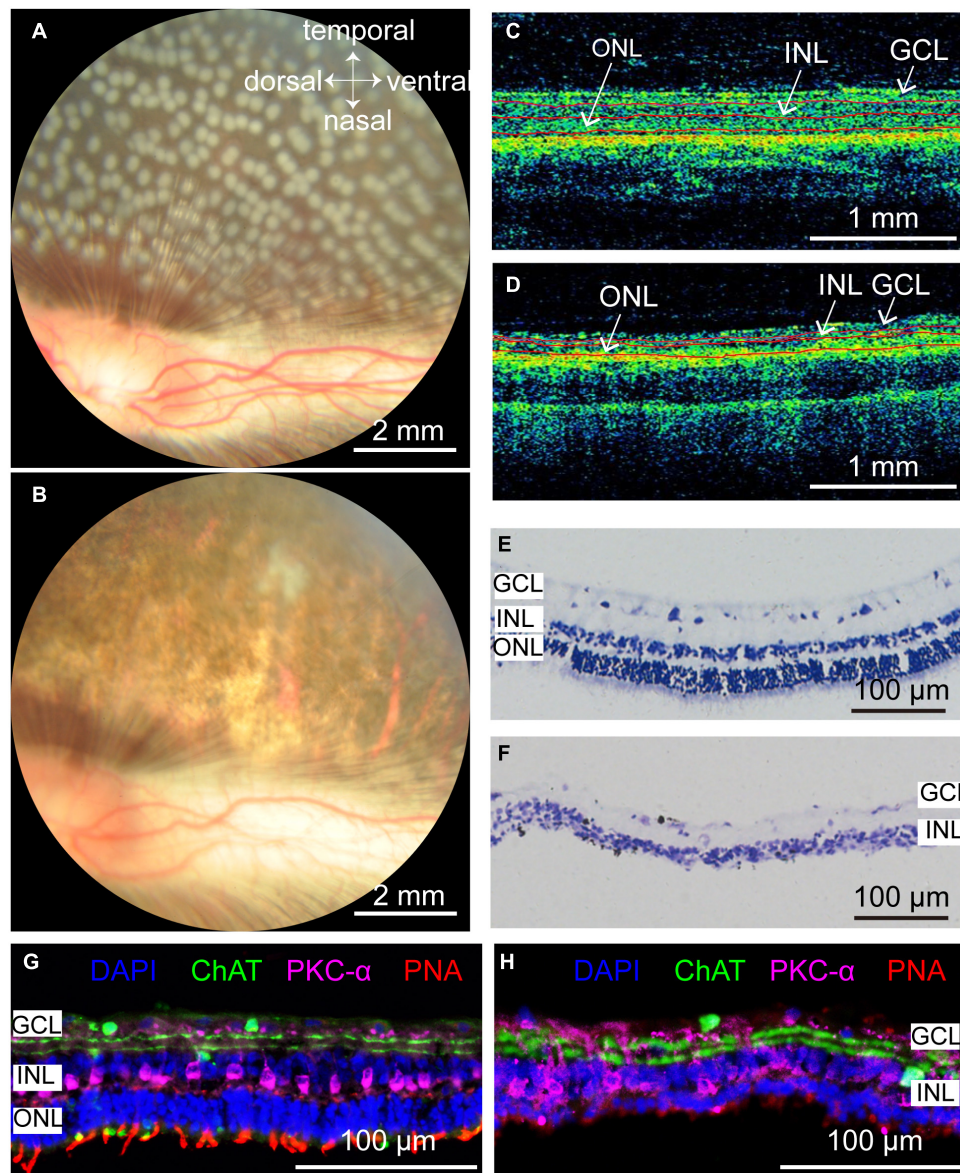 A
temporal
dorsal ventral
nasal
2 mm
B
2 mm
C
ONL
INL
GCL
1 mm
D
ONL
INL
GCL
1 mm
E
GCL
INL
ONL
100 μm
F
GCL
INL
100 μm
G
DAPI ChAT PKC-α PNA
GCL
INL
ONL
100 μm
H
DAPI ChAT PKC-α PNA
GCL
INL
100 μm